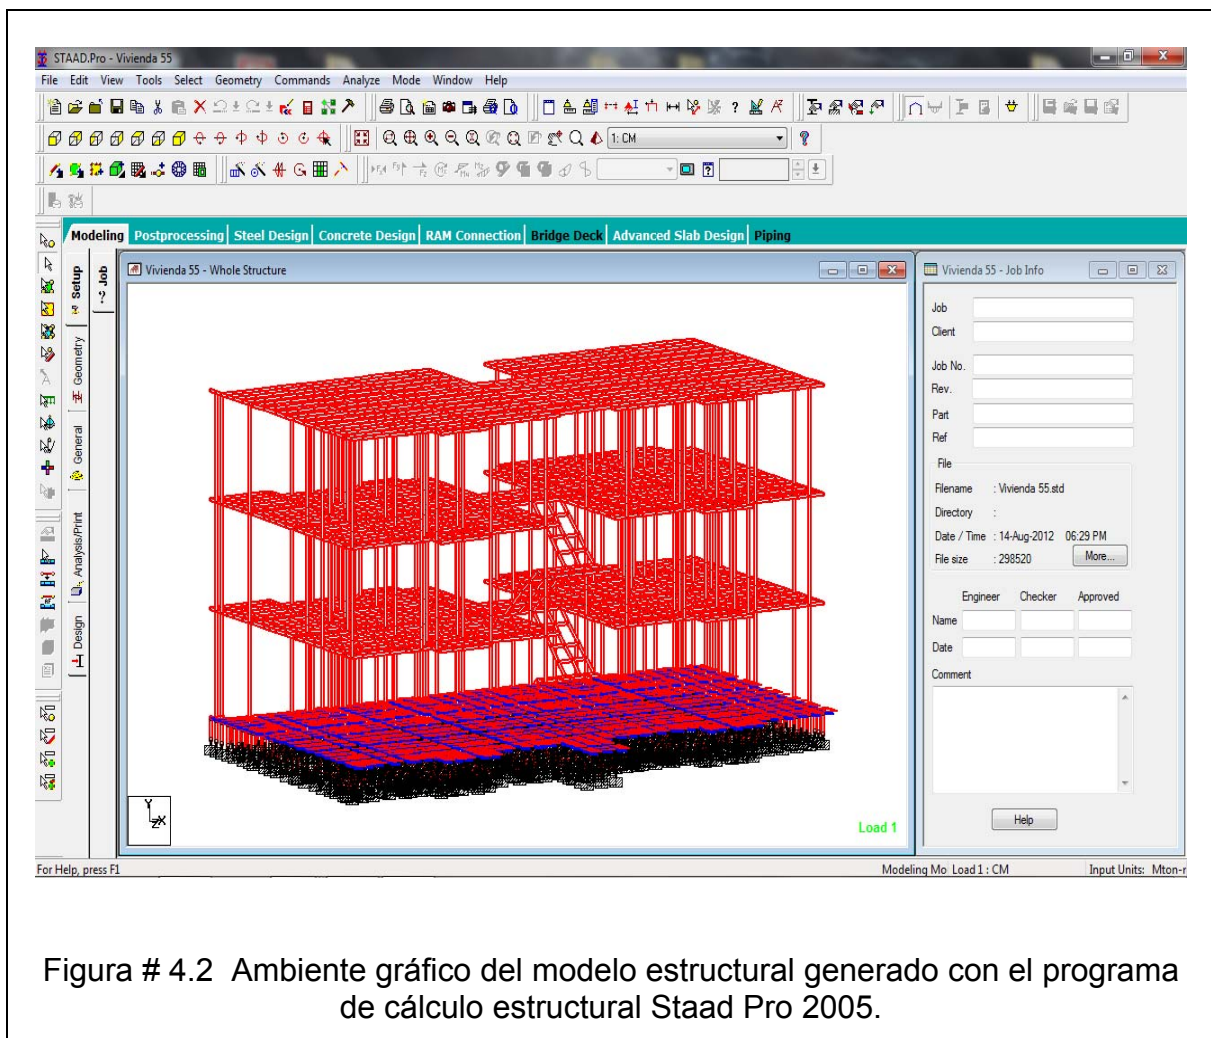 STAAD.Pro - Vivienda 55
File Edit View Tools Select Geometry Commands Analyze Mode Window Help
1: CM
Modeling Postprocessing Steel Design Concrete Design RAM Connection Bridge Deck Advanced Slab Design Piping
Setup
Geometry
General
Analysis/Print
Design
Job
Vivienda 55 - Whole Structure
Y
Z X
Load 1
Vivienda 55 - Job Info
Job
Client
Job No.
Rev.
Part
Ref
File
Filename : Vivienda 55.std
Directory :
Date / Time : 14-Aug-2012 06:29 PM
File size : 298520 More...
Engineer Checker Approved
Name
Date
Comment
Help
For Help, press F1
Modeling Mo Load 1 : CM Input Units: Mton-r
Figura # 4.2 Ambiente gráfico del modelo estructural generado con el programa
de cálculo estructural Staad Pro 2005.